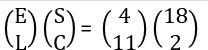 (E L) (S C) = (4 11) (18 2)